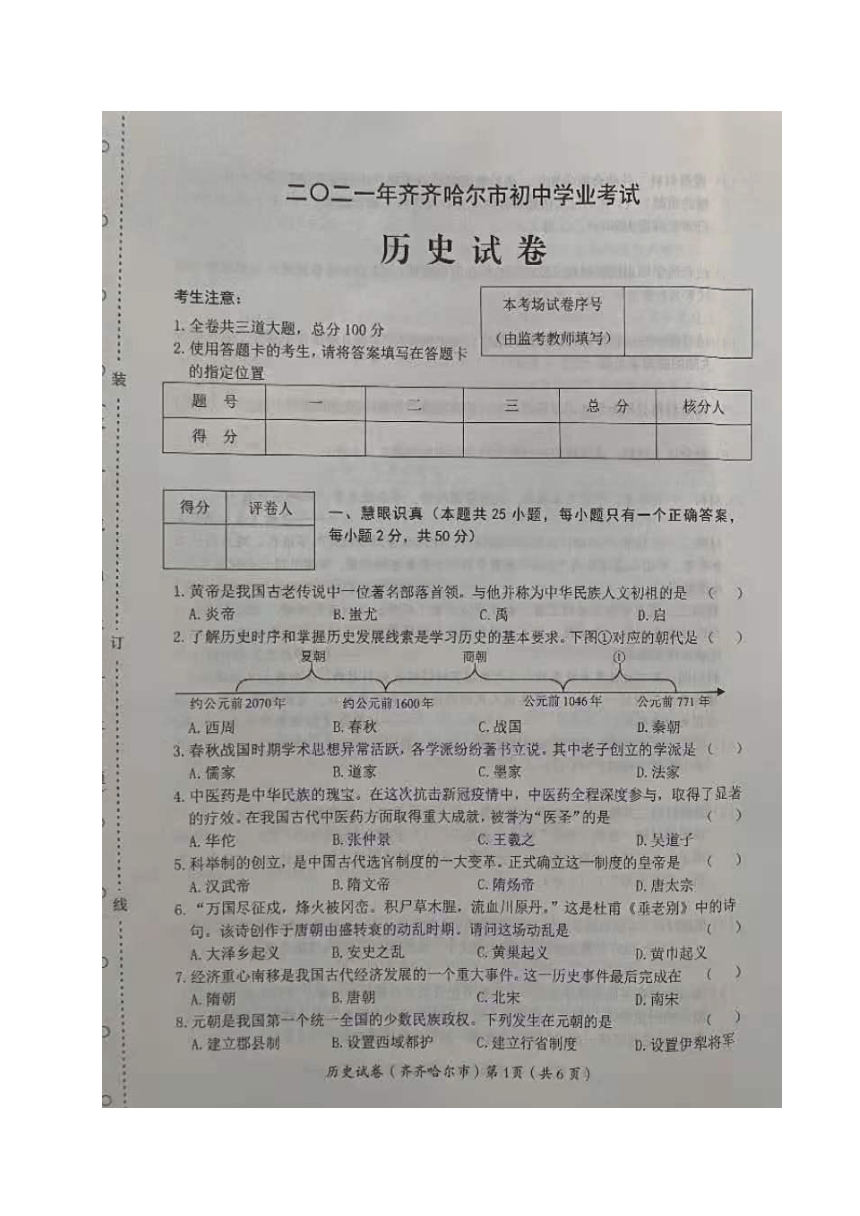 二〇二一年齐齐哈尔市初中学业考试
历史试卷
考生注意：
1.全卷共三道大题，总分100分
2.使用答题卡的考生，请将答案填写在答题卡
的指定位置
本考场试卷序号
（由监考教师填写）
题 号 一 二 三 总 分 核分人
得 分
得分 评卷人
一、慧眼识真（本题共25小题，每小题只有一个正确答案，
每小题2分，共50分）
1.黄帝是我国古老传说中一位著名部落首领。与他并称为中华民族人文初祖的是（ ）
A.炎帝 B.蚩尤 C.禹 D.启
2.了解历史时序和掌握历史发展线索是学习历史的基本要求。下图①对应的朝代是（ ）
夏朝 商朝 ①
约公元前2070年 约公元前1600年 公元前1046年 公元前771年
A.西周 B.春秋 C.战国 D.秦朝
3.春秋战国时期学术思想异常活跃，各学派纷纷著书立说。其中老子创立的学派是（ ）
A.儒家 B.道家 C.墨家 D.法家
4.中医药是中华民族的瑰宝。在这次抗击新冠疫情中，中医药全程深度参与，取得了显著
的疗效。在我国古代中医药方面取得重大成就，被誉为“医圣”的是 （ ）
A.华佗 B.张仲景 C.王羲之 D.吴道子
5.科举制的创立，是中国古代选官制度的一大变革。正式确立这一制度的皇帝是 （ ）
A.汉武帝 B.隋文帝 C.隋炀帝 D.唐太宗
6.“万国尽征戍，烽火被冈峦。积尸草木腥，流血川原丹。”这是杜甫《垂老别》中的诗
句。该诗创作于唐朝由盛转衰的动乱时期。请问这场动乱是 （ ）
A.大泽乡起义 B.安史之乱 C.黄巢起义 D.黄巾起义
7.经济重心南移是我国古代经济发展的一个重大事件。这一历史事件最后完成在 （ ）
A.隋朝 B.唐朝 C.北宋 D.南宋
8.元朝是我国第一个统一全国的少数民族政权。下列发生在元朝的是 （ ）
A.建立郡县制 B.设置西域都护 C.建立行省制度 D.设置伊犁将军
历史试卷（齐齐哈尔市）第1页（共6页）
装
订
线